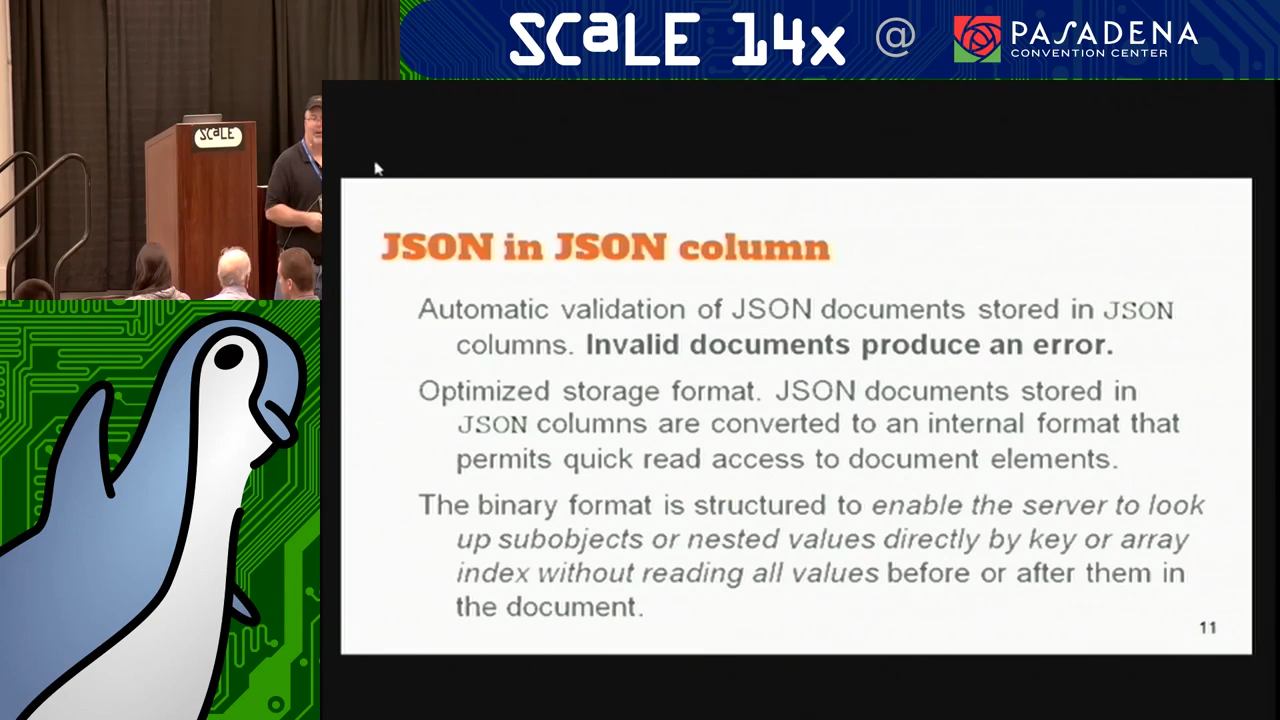 SCALE 14x @ PASADENA
CONVENTION CENTER
SCALE
JSON in JSON column
Automatic validation of JSON documents stored in JSON
columns. Invalid documents produce an error.
Optimized storage format. JSON documents stored in
JSON columns are converted to an internal format that
permits quick read access to document elements.
The binary format is structured to enable the server to look
up subobjects or nested values directly by key or array
index without reading all values before or after them in
the document.
11